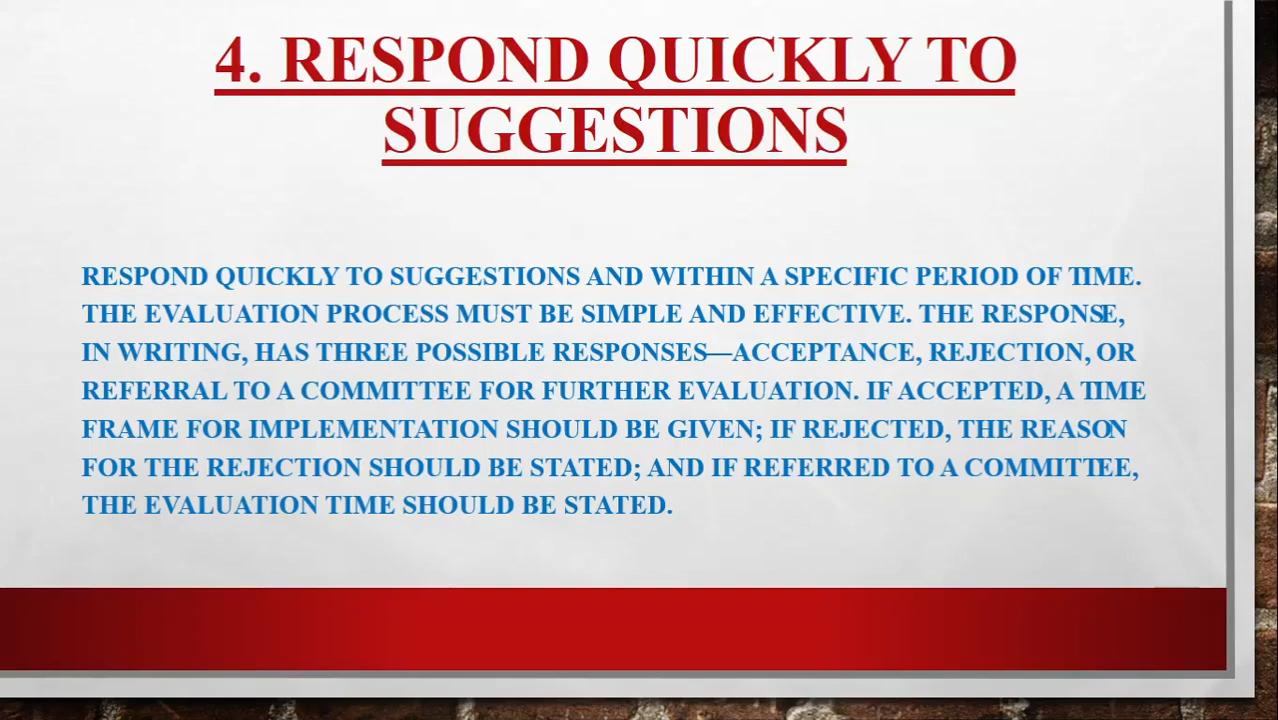 4. RESPOND QUICKLY TO
SUGGESTIONS
RESPOND QUICKLY TO SUGGESTIONS AND WITHIN A SPECIFIC PERIOD OF TIME.
THE EVALUATION PROCESS MUST BE SIMPLE AND EFFECTIVE. THE RESPONSE,
IN WRITING, HAS THREE POSSIBLE RESPONSES—ACCEPTANCE, REJECTION, OR
REFERRAL TO A COMMITTEE FOR FURTHER EVALUATION. IF ACCEPTED, A TIME
FRAME FOR IMPLEMENTATION SHOULD BE GIVEN; IF REJECTED, THE REASON
FOR THE REJECTION SHOULD BE STATED; AND IF REFERRED TO A COMMITTEE,
THE EVALUATION TIME SHOULD BE STATED.